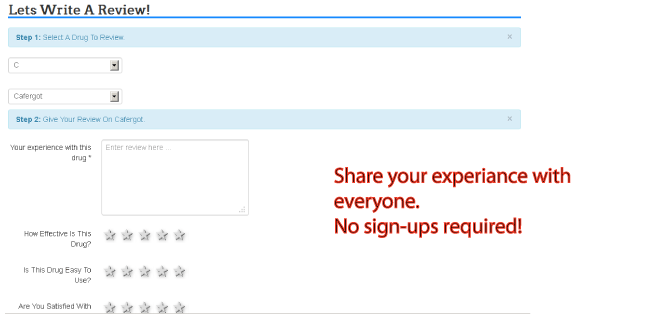 Lets Write A Review!
Step 1: Select A Drug To Review
×
C
Cafergot
Step 2: Give Your Review On Cafergot
×
Your experience with this
drug *
Enter review here ...
Share your experiance with
everyone.
No sign-ups required!
How Effective Is This
Drug?
Is This Drug Easy To
Use?
Are You Satisfied With